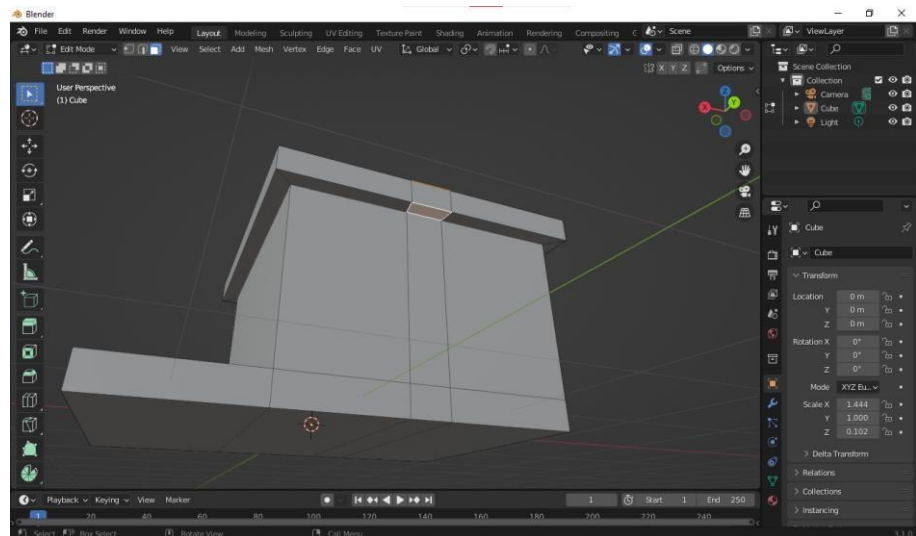 Blender
File Edit Render Window Help Layout Modeling Sculpting UV Editing Texture Paint Shading Animation Rendering Compositing Scene ViewLayer
Edit Mode View Select Add Mesh Vertex Edge Face UV Global
X Y Z Options
User Perspective
(1) Cube
Z
Y
X
Scene Collection
Collection
Camera
Cube
Light
Cube
Cube
Transform
Location 0 m
Y 0 m
Z 0 m
Rotation X 0°
Y 0°
Z 0°
Mode XYZ Eu..
Scale X 1.444
Y 1.000
Z 0.102
Delta Transform
Relations
Collections
Instancing
Playback Keying View Marker 1 Start 1 End 250
1 20 40 60 80 100 120 140 160 180 200 220 240
Select Box Select Rotate View Call Menu 3.1.0